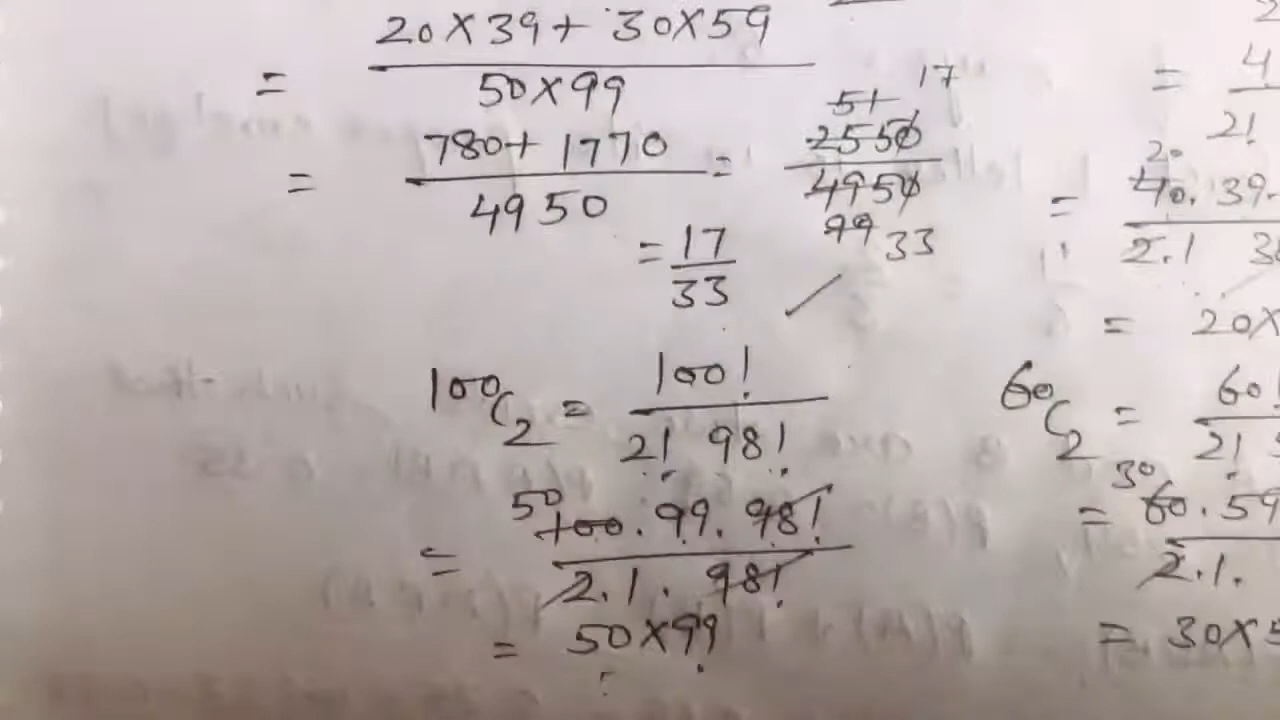 = 20 X 39 + 30 X 59 / 50 X 99
= 780 + 1770 / 4950 = 2550 / 4950
51 17
99 33
= 17 / 33
100C2 = 100! / 2! 98!
= 50 100 . 99 . 98! / 2 . 1 . 98!
= 50 X 99
= 4 / 2!
20
= 40 . 39 . / 2 . 1
= 20 X
60C2 = 60! / 2!
30
= 60 . 59 / 2 . 1 .
= 30 X 5